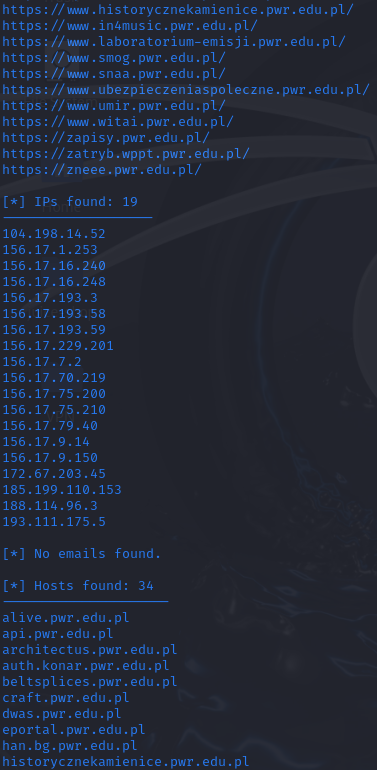 https://www.historycznekamienice.pwr.edu.pl/
https://www.in4music.pwr.edu.pl/
https://www.laboratorium-emisji.pwr.edu.pl/
https://www.smog.pwr.edu.pl/
https://www.snaa.pwr.edu.pl/
https://www.ubezpieczeniaspoleczne.pwr.edu.pl/
https://www.umir.pwr.edu.pl/
https://www.witai.pwr.edu.pl/
https://zapisy.pwr.edu.pl/
https://zatryb.wppt.pwr.edu.pl/
https://zneee.pwr.edu.pl/
[*] IPs found: 19
-------------------
104.198.14.52
156.17.1.253
156.17.16.240
156.17.16.248
156.17.193.3
156.17.193.58
156.17.193.59
156.17.229.201
156.17.7.2
156.17.70.219
156.17.75.200
156.17.75.210
156.17.79.40
156.17.9.14
156.17.9.150
172.67.203.45
185.199.110.153
188.114.96.3
193.111.175.5
[*] No emails found.
[*] Hosts found: 34
---------------------
alive.pwr.edu.pl
api.pwr.edu.pl
architectus.pwr.edu.pl
auth.konar.pwr.edu.pl
beltsplices.pwr.edu.pl
craft.pwr.edu.pl
dwas.pwr.edu.pl
eportal.pwr.edu.pl
han.bg.pwr.edu.pl
historycznekamienice.pwr.edu.pl